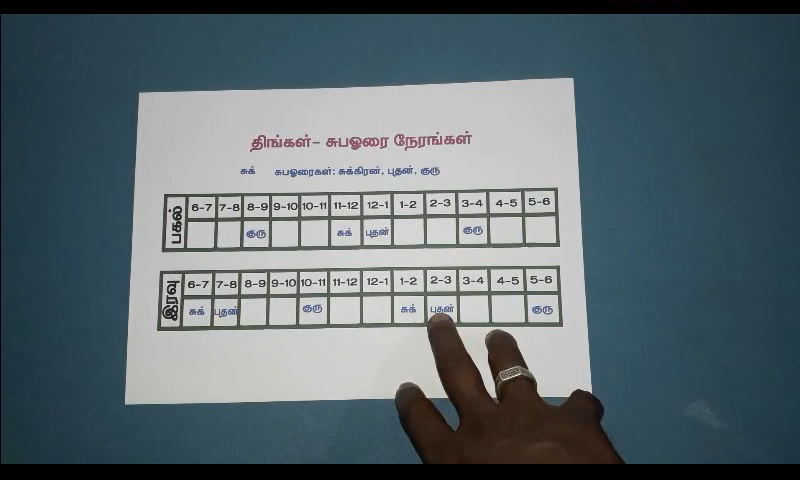 திங்கள்- சுபஓரை நேரங்கள்
சுக் சுபஓரைகள்: சுக்கிரன், புதன், குரு
பகல் 6-7 7-8 8-9 9-10 10-11 11-12 12-1 1-2 2-3 3-4 4-5 5-6
குரு சுக் புதன் குரு
இரவு 6-7 7-8 8-9 9-10 10-11 11-12 12-1 1-2 2-3 3-4 4-5 5-6
சுக் புதன் குரு சுக் புதன் குரு